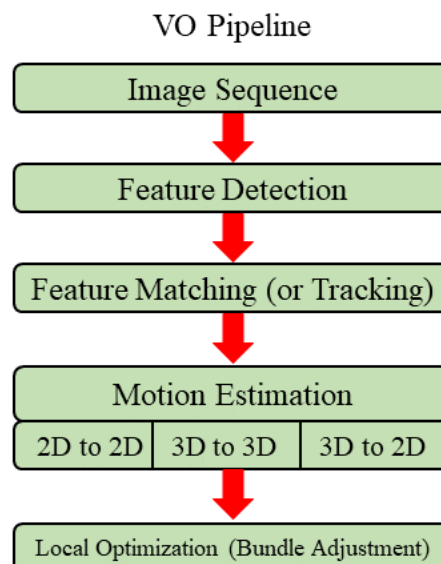 VO Pipeline
Image Sequence
Feature Detection
Feature Matching (or Tracking)
Motion Estimation
2D to 2D 3D to 3D 3D to 2D
Local Optimization (Bundle Adjustment)